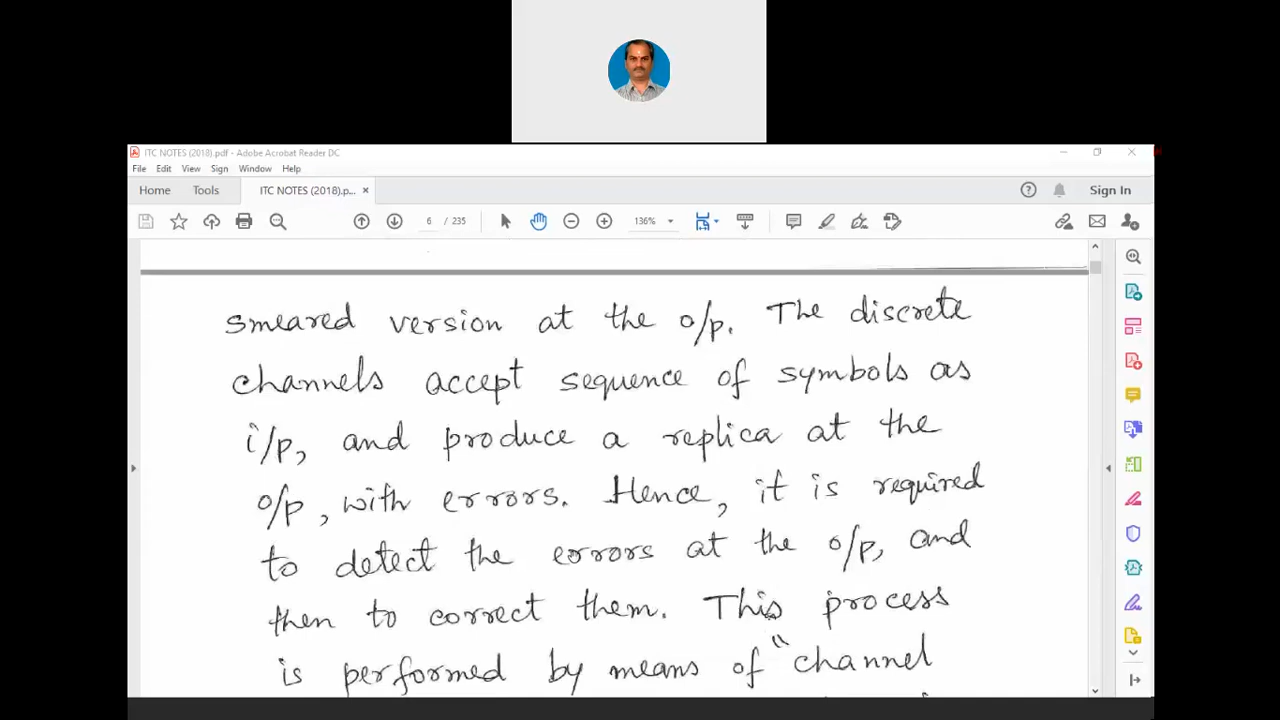 ITC NOTES (2018).pdf - Adobe Acrobat Reader DC
File Edit View Sign Window Help
Home Tools ITC NOTES (2018).p... × Sign In
6 / 235 136%
smeared version at the o/p. The discrete
channels accept sequence of symbols as
i/p, and produce a replica at the
o/p, with errors. Hence, it is required
to detect the errors at the o/p, and
then to correct them. This process
is performed by means of "channel